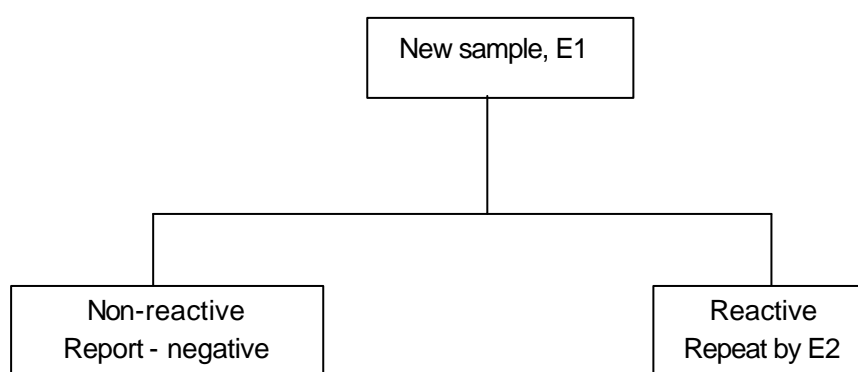 New sample, E1
Non-reactive
Report - negative
Reactive
Repeat by E2